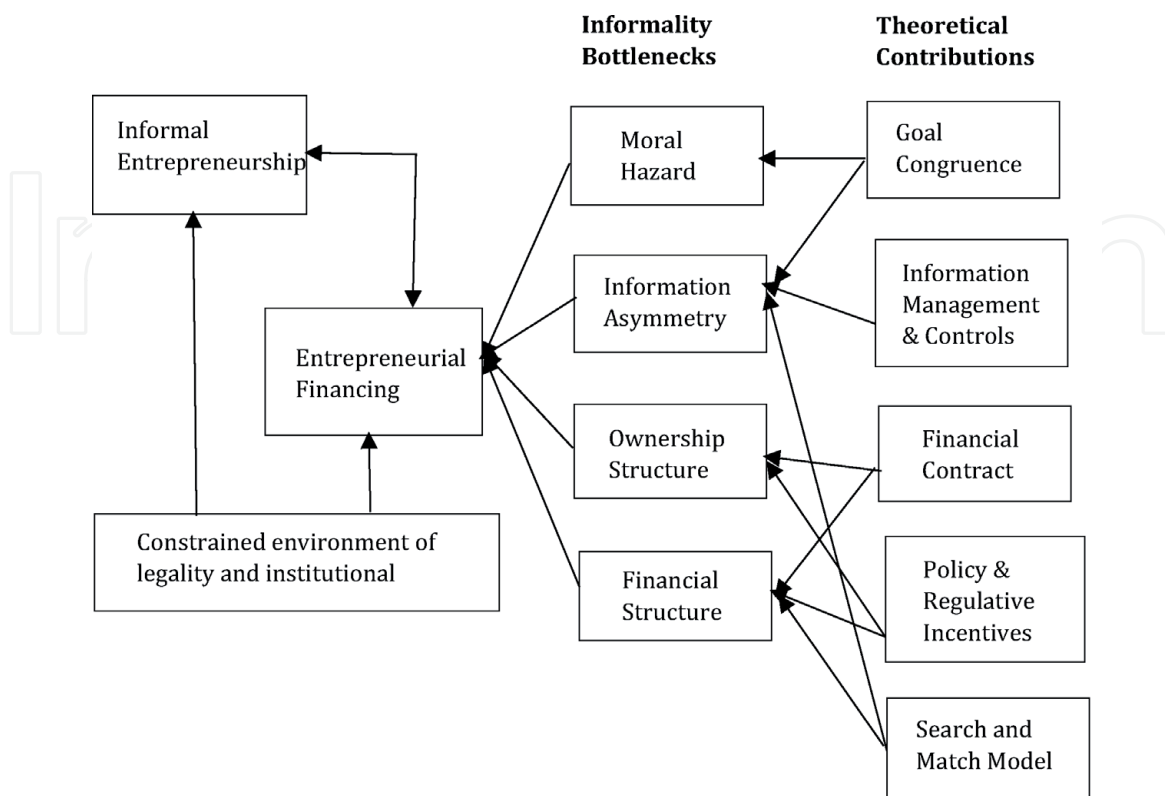 Informality
Bottlenecks
Theoretical
Contributions
Informal
Entrepreneurship
Entrepreneurial
Financing
Constrained environment of
legality and institutional
Moral
Hazard
Information
Asymmetry
Ownership
Structure
Financial
Structure
Goal
Congruence
Information
Management
& Controls
Financial
Contract
Policy &
Regulative
Incentives
Search and
Match Model